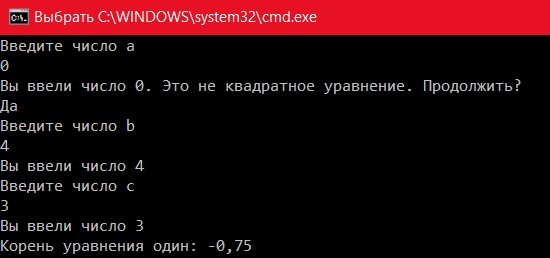 Выбрать C:\WINDOWS\system32\cmd.exe
Введите число a
0
Вы ввели число 0. Это не квадратное уравнение. Продолжить?
Да
Введите число b
4
Вы ввели число 4
Введите число c
3
Вы ввели число 3
Корень уравнения один: -0,75